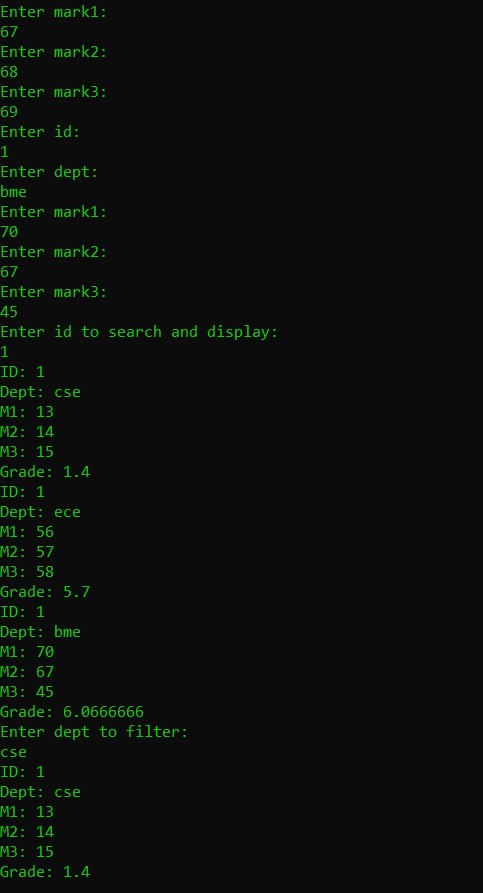 Enter mark1:
67
Enter mark2:
68
Enter mark3:
69
Enter id:
1
Enter dept:
bme
Enter mark1:
70
Enter mark2:
67
Enter mark3:
45
Enter id to search and display:
1
ID: 1
Dept: cse
M1: 13
M2: 14
M3: 15
Grade: 1.4
ID: 1
Dept: ece
M1: 56
M2: 57
M3: 58
Grade: 5.7
ID: 1
Dept: bme
M1: 70
M2: 67
M3: 45
Grade: 6.0666666
Enter dept to filter:
cse
ID: 1
Dept: cse
M1: 13
M2: 14
M3: 15
Grade: 1.4